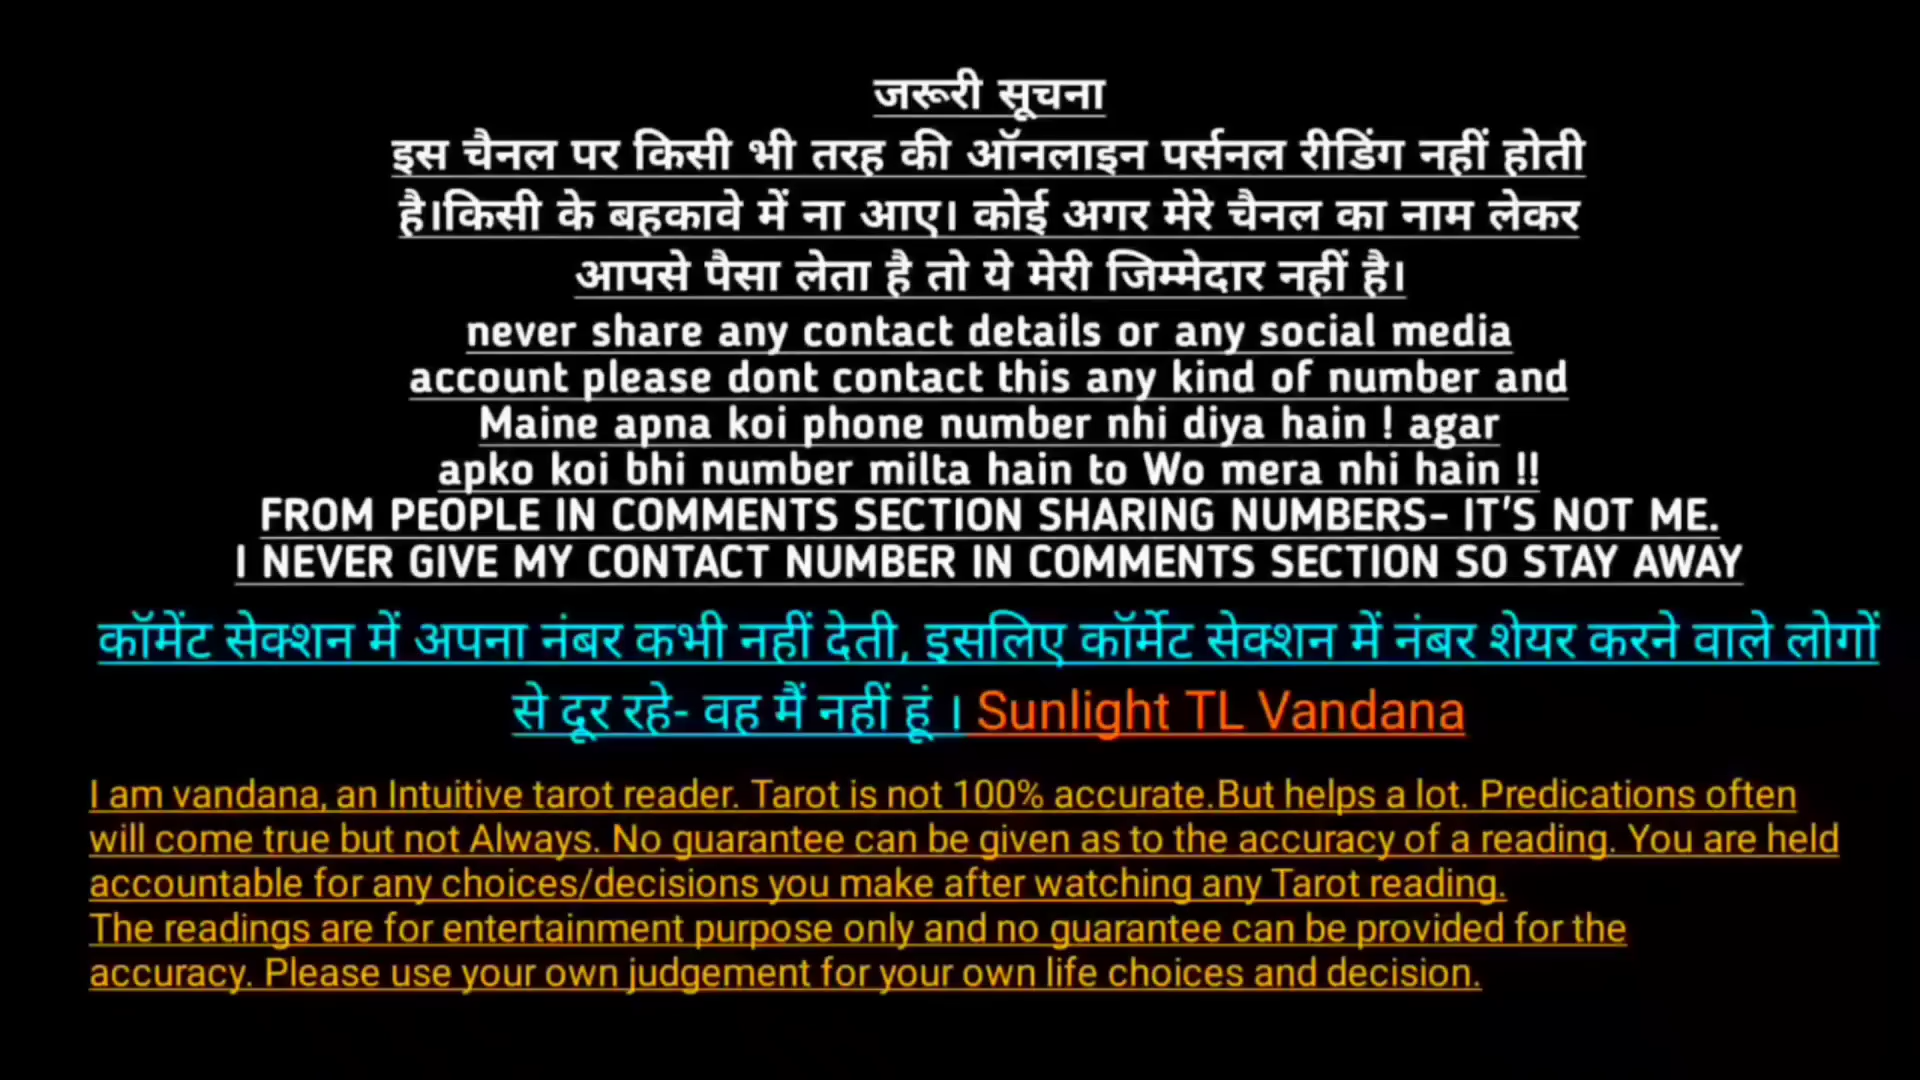 जरूरी सूचना
इस चैनल पर किसी भी तरह की ऑनलाइन पर्सनल रीडिंग नहीं होती
है।किसी के बहकावे में ना आए। कोई अगर मेरे चैनल का नाम लेकर
आपसे पैसा लेता है तो ये मेरी जिम्मेदार नहीं है।
never share any contact details or any social media
account please dont contact this any kind of number and
Maine apna koi phone number nhi diya hain ! agar
apko koi bhi number milta hain to Wo mera nhi hain !!
FROM PEOPLE IN COMMENTS SECTION SHARING NUMBERS- IT'S NOT ME.
I NEVER GIVE MY CONTACT NUMBER IN COMMENTS SECTION SO STAY AWAY
कॉमेंट सेक्शन में अपना नंबर कभी नहीं देती, इसलिए कॉर्मेट सेक्शन में नंबर शेयर करने वाले लोगों
से दूर रहे- वह मैं नहीं हूं । Sunlight TL Vandana
I am vandana, an Intuitive tarot reader. Tarot is not 100% accurate.But helps a lot. Predications often
will come true but not Always. No guarantee can be given as to the accuracy of a reading. You are held
accountable for any choices/decisions you make after watching any Tarot reading.
The readings are for entertainment purpose only and no guarantee can be provided for the
accuracy. Please use your own judgement for your own life choices and decision.